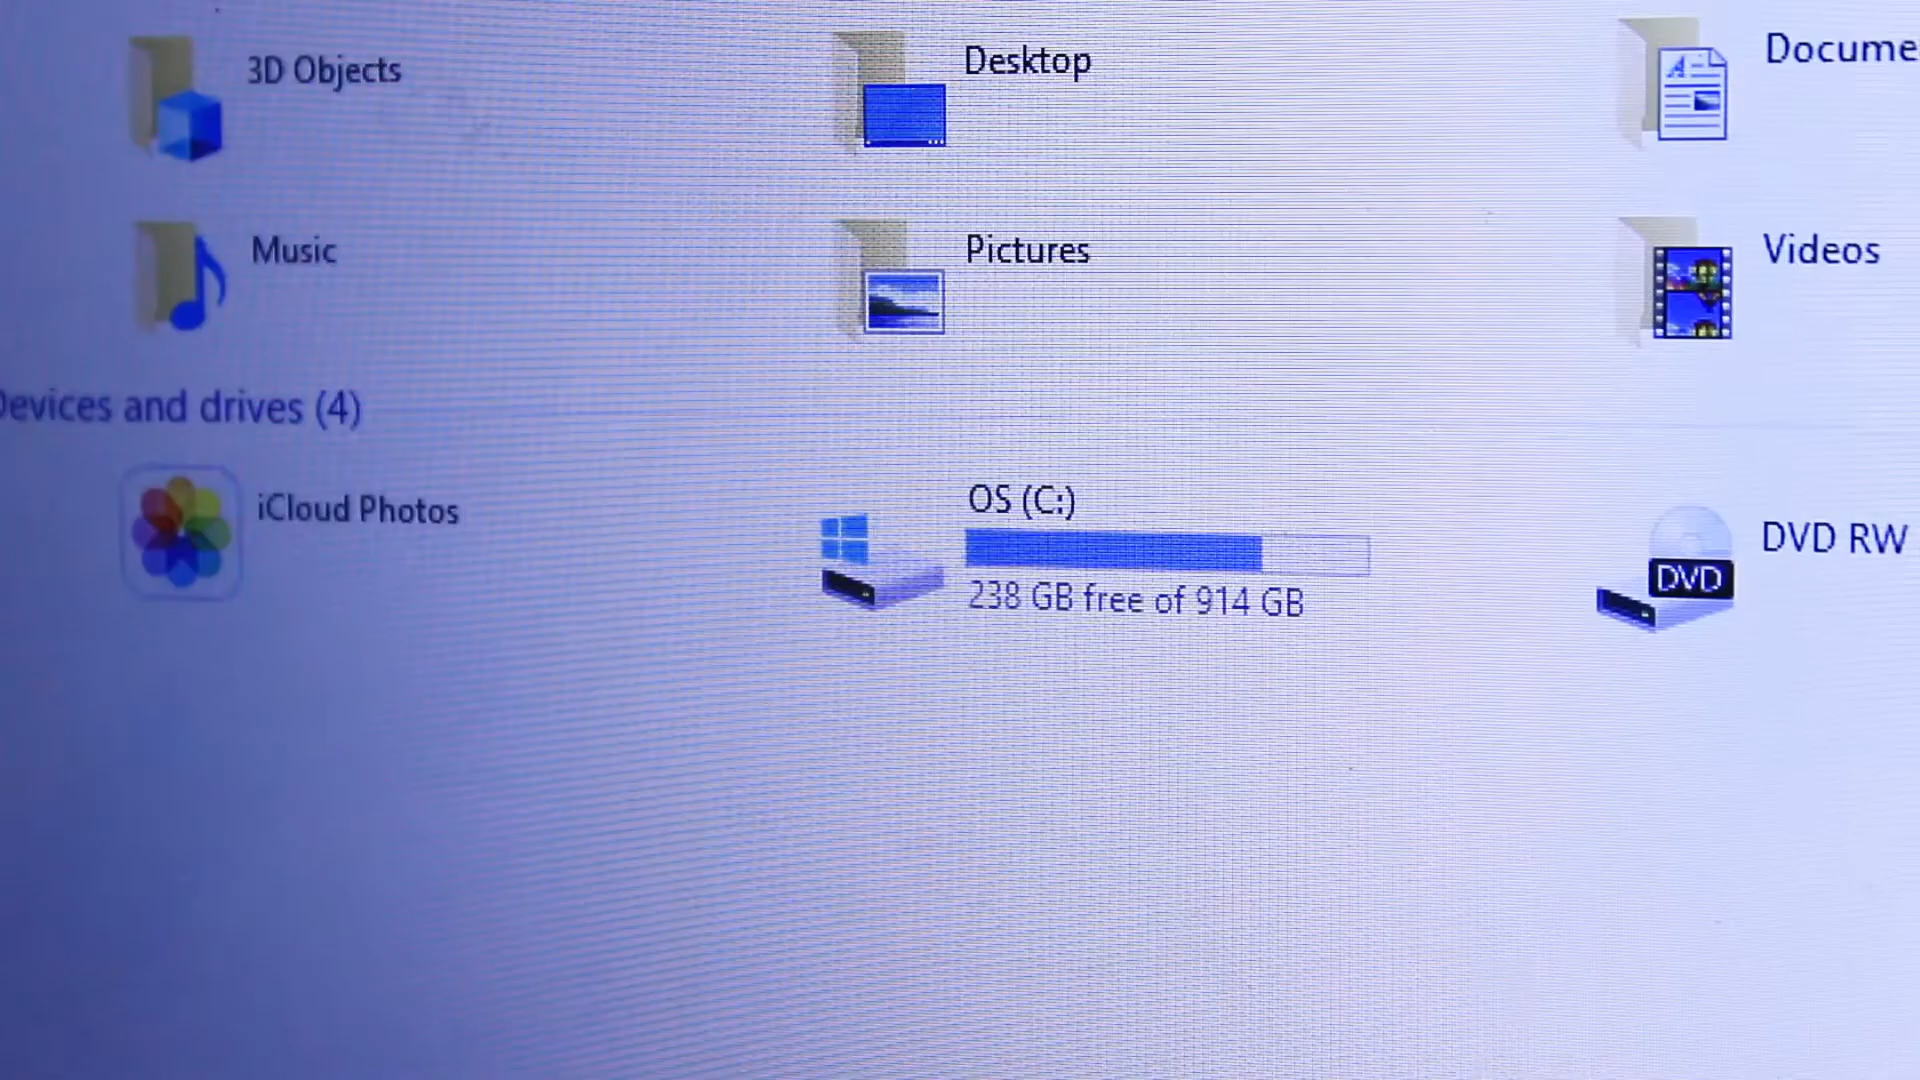 3D Objects
Desktop
Docume
Music
Pictures
Videos
Devices and drives (4)
iCloud Photos
OS (C:)
238 GB free of 914 GB
DVD RW
DVD